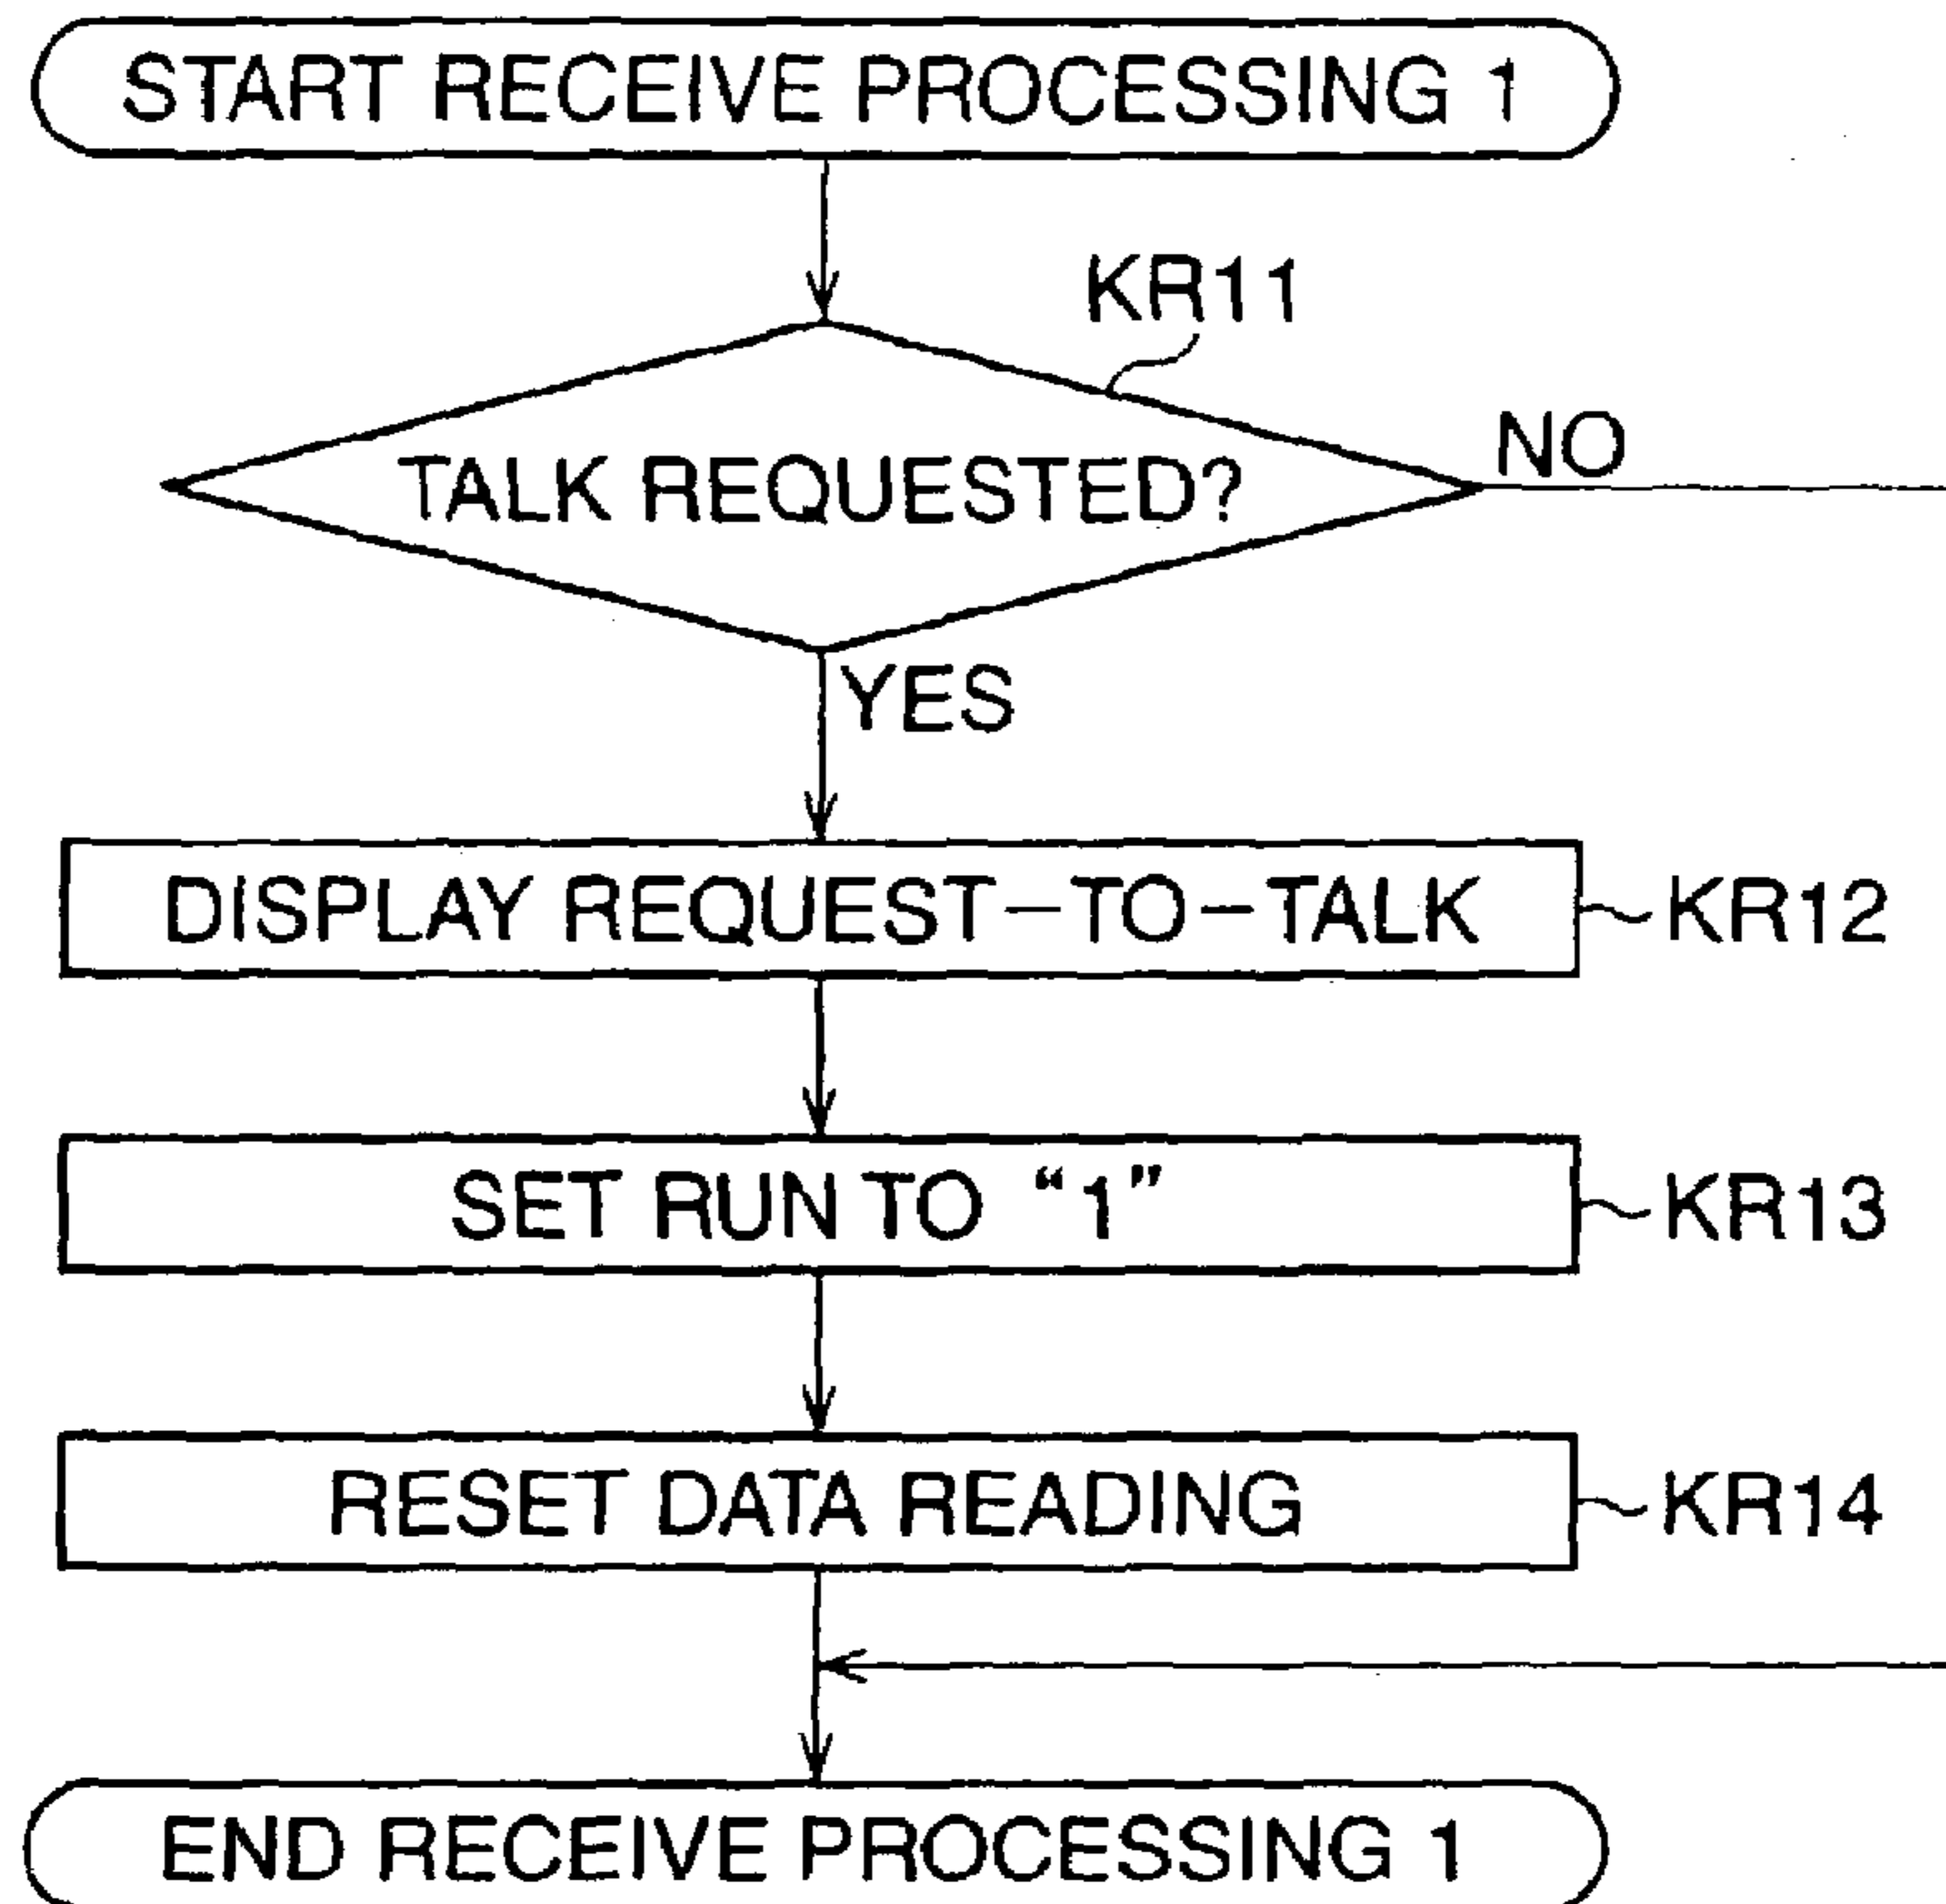 START RECEIVE PROCESSING 1
KR11
TALK REQUESTED?
NO
YES
DISPLAY REQUEST-TO-TALK
KR12
SET RUN TO "1"
KR13
RESET DATA READING
KR14
END RECEIVE PROCESSING 1